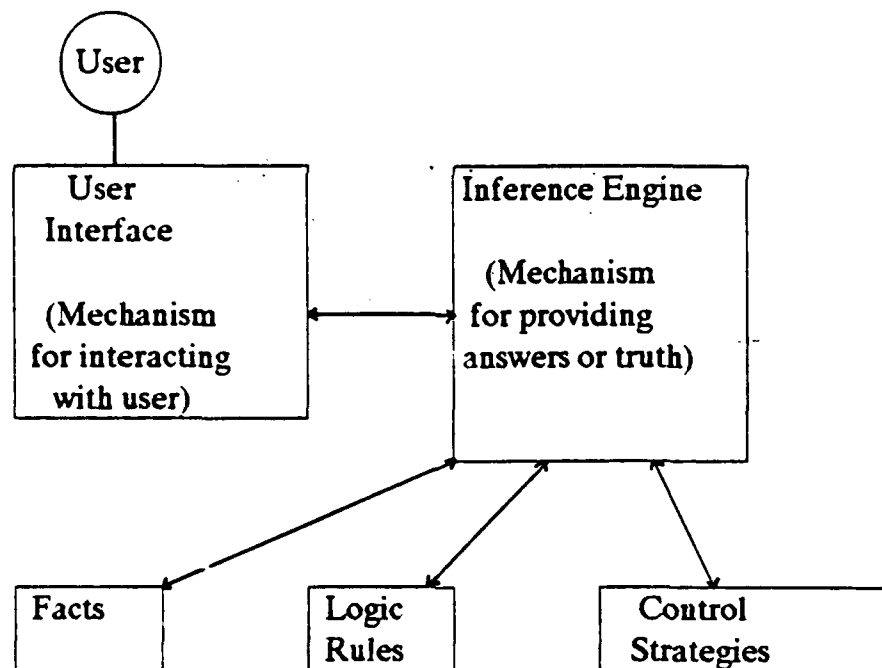 User
User
Interface
(Mechanism
for interacting
with user)
Inference Engine
(Mechanism
for providing
answers or truth)
Facts
Logic
Rules
Control
Strategies